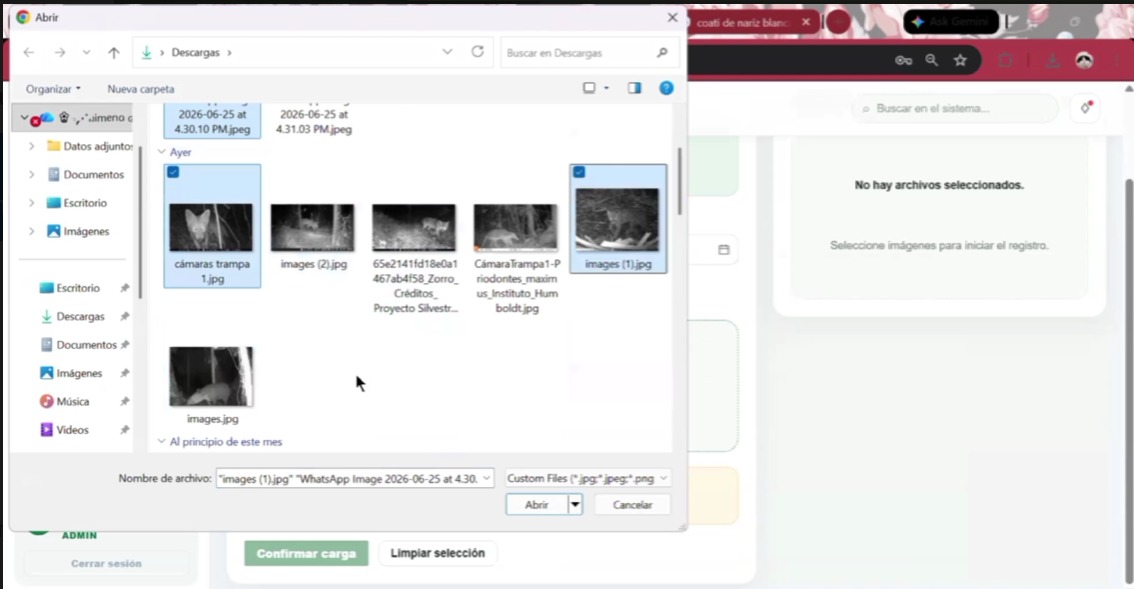 Abrir
coatí de nariz blanc
Ask Gemini
Descargas
Buscar en Descargas
Organizar
Nueva carpeta
Datos adjuntos
Documentos
Escritorio
Imágenes
Escritorio
Descargas
Documentos
Imágenes
Música
Videos
2026-06-25 at
4.30.10 PM.jpeg
2026-06-25 at
4.31.03 PM.jpeg
Ayer
cámaras trampa
1.jpg
images (2).jpg
65e2141fd18e0a1
467ab4f58_Zorro_
Créditos_
Proyecto Silvestr...
CámaraTrampa1-P
riodontes_maxim
us_Instituto_Hum
boldt.jpg
images (1).jpg
images.jpg
Al principio de este mes
Nombre de archivo:
"images (1).jpg" "WhatsApp Image 2026-06-25 at 4.30.
Custom Files (*.jpg;*.jpeg;*.png
Abrir
Cancelar
Buscar en el sistema...
No hay archivos seleccionados.
Seleccione imágenes para iniciar el registro.
ADMIN
Cerrar sesión
Confirmar carga
Limpiar selección